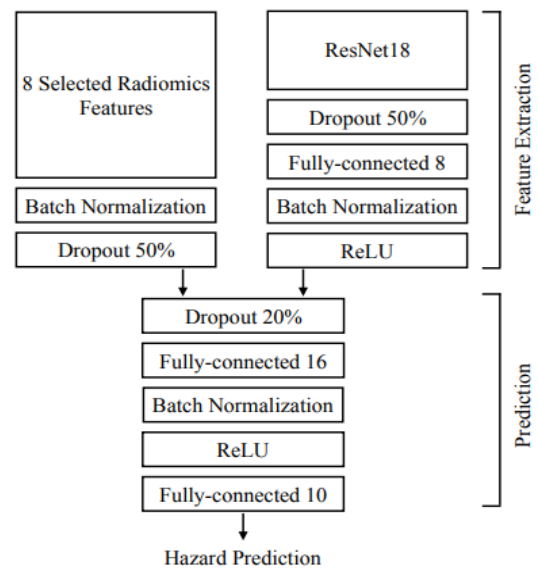 8 Selected Radiomics
Features
Batch Normalization
Dropout 50%
ResNet18
Dropout 50%
Fully-connected 8
Batch Normalization
ReLU
Feature Extraction
Dropout 20%
Fully-connected 16
Batch Normalization
ReLU
Fully-connected 10
Prediction
Hazard Prediction